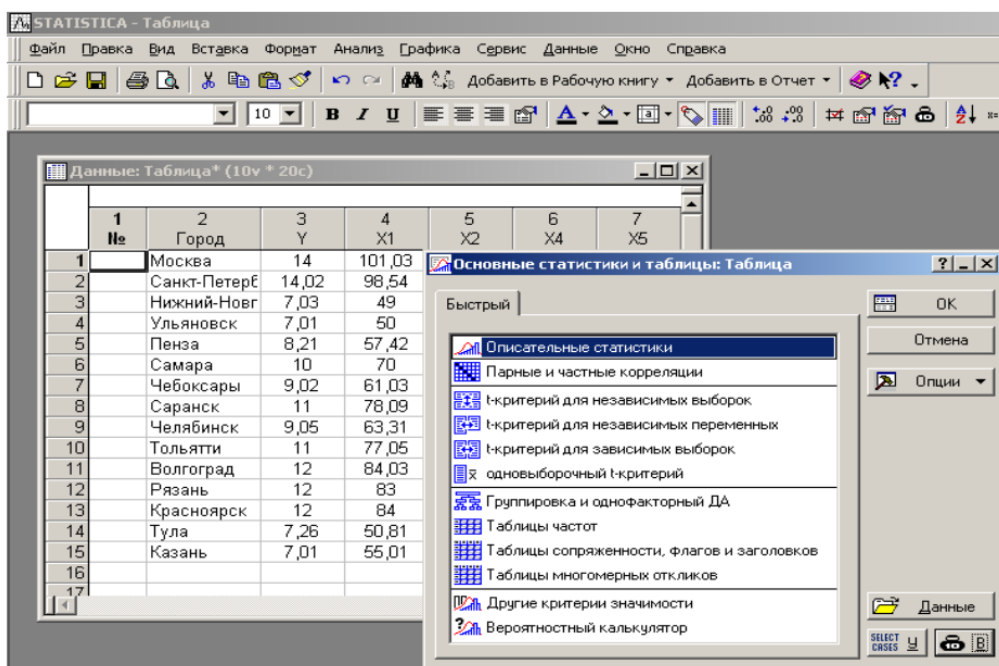 STATISTICA - Таблица
Файл Правка Вид Вставка Формат Анализ Графика Сервис Данные Окно Справка
Добавить в Рабочую книгу Добавить в Отчет
10 B I U
Данные: Таблица* (10v * 20c)
1 2 3 4 5 6 7
№ Город Y X1 X2 X4 X5
1 Москва 14 101,03
2 Санкт-Петерб 14,02 98,54
3 Нижний-Новг 7,03 49
4 Ульяновск 7,01 50
5 Пенза 8,21 57,42
6 Самара 10 70
7 Чебоксары 9,02 61,03
8 Саранск 11 78,09
9 Челябинск 9,05 63,31
10 Тольятти 11 77,05
11 Волгоград 12 84,03
12 Рязань 12 83
13 Красноярск 12 84
14 Тула 7,26 50,81
15 Казань 7,01 55,01
16
17
Основные статистики и таблицы: Таблица
Быстрый
Описательные статистики
Парные и частные корреляции
t-критерий для независимых выборок
t-критерий для независимых переменных
t-критерий для зависимых выборок
одновыборочный t-критерий
Группировка и однофакторный ДА
Таблицы частот
Таблицы сопряженности, флагов и заголовков
Таблицы многомерных откликов
Другие критерии значимости
Вероятностный калькулятор
ОК
Отмена
Опции
Данные
SELECT CASES У В